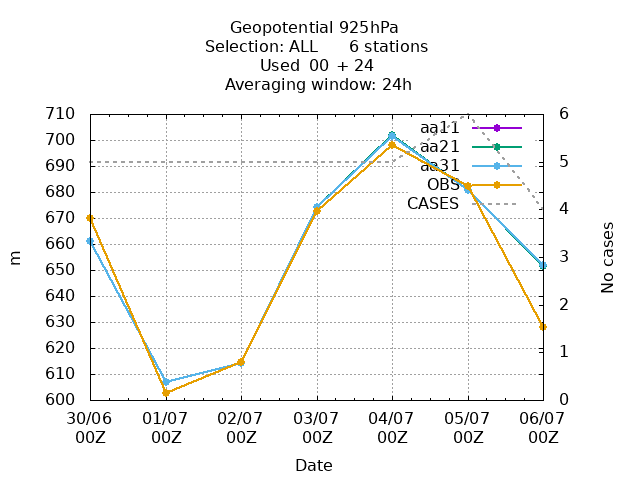 Geopotential 925hPa
Selection: ALL 6 stations
Used 00 + 24
Averaging window: 24h
710
700
690
680
670
660
650
640
630
620
610
600
m
6
5
4
3
2
1
0
No cases
aa11
aa21
aa31
OBS
CASES
30/06 01/07 02/07 03/07 04/07 05/07 06/07
00Z 00Z 00Z 00Z 00Z 00Z 00Z
Date